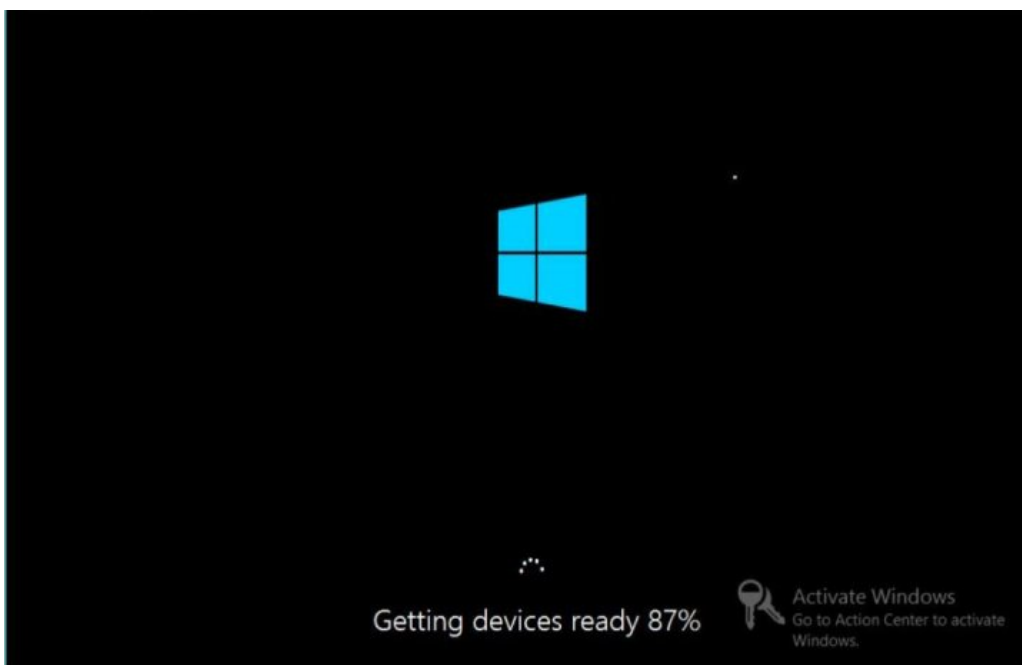 Getting devices ready 87%
Activate Windows
Go to Action Center to activate
Windows.